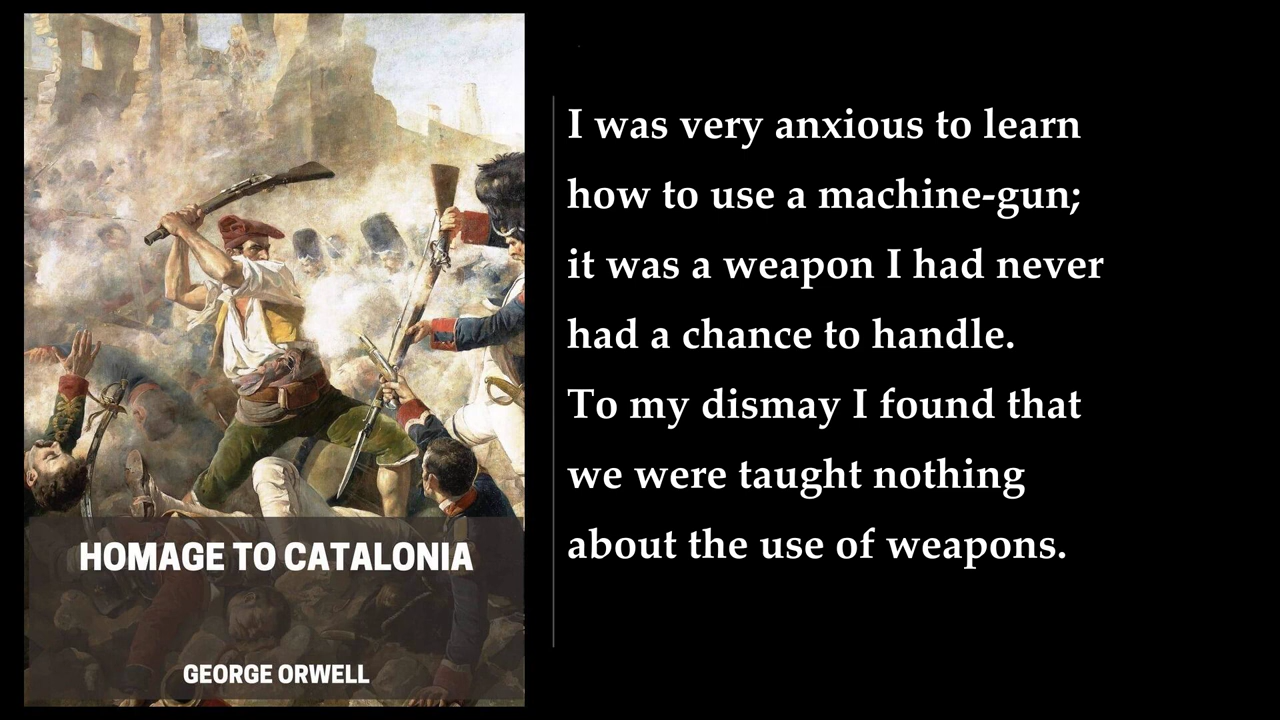 HOMAGE TO CATALONIA
GEORGE ORWELL
I was very anxious to learn
how to use a machine-gun;
it was a weapon I had never
had a chance to handle.
To my dismay I found that
we were taught nothing
about the use of weapons.